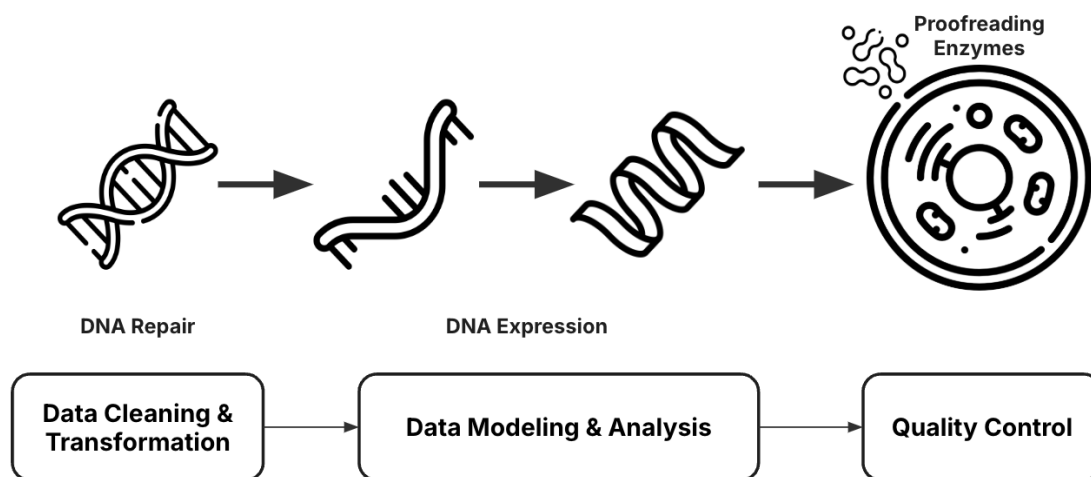 Proofreading
Enzymes
DNA Repair
DNA Expression
Data Cleaning &
Transformation
Data Modeling & Analysis
Quality Control